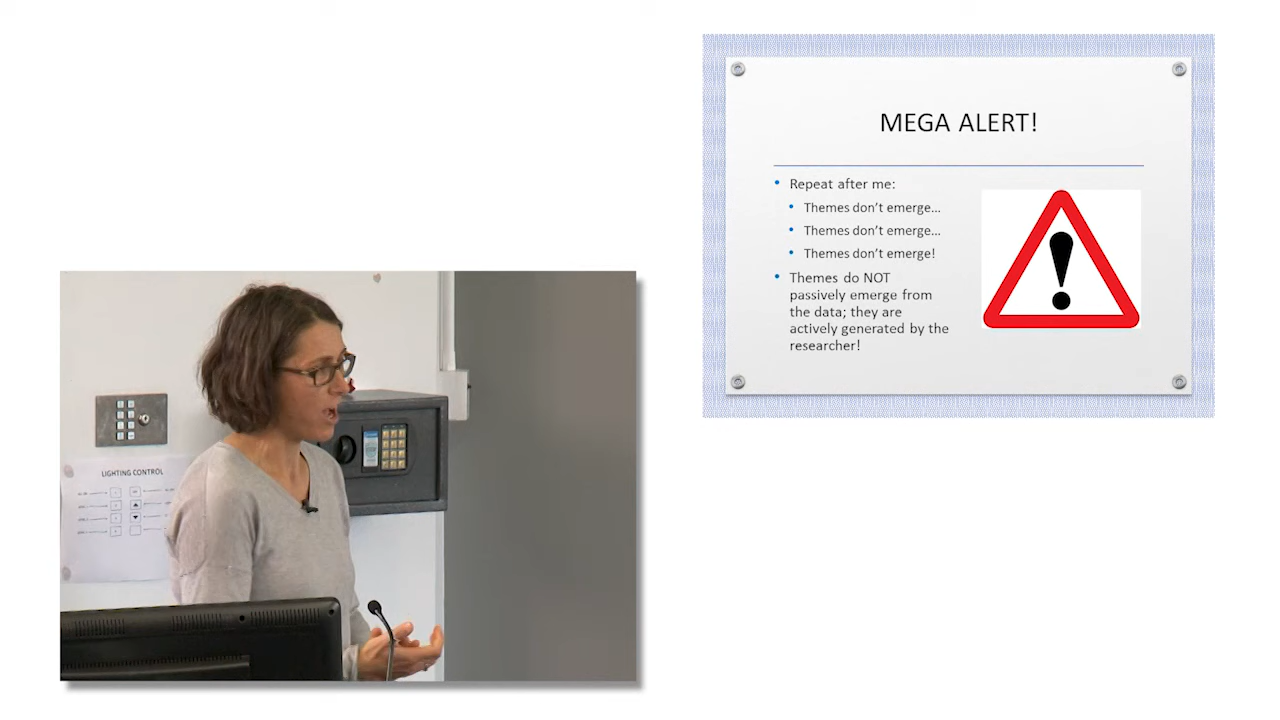 MEGA ALERT!
• Repeat after me:
• Themes don't emerge…
• Themes don't emerge…
• Themes don't emerge!
• Themes do NOT
passively emerge from
the data; they are
actively generated by the
researcher!
LIGHTING CONTROL